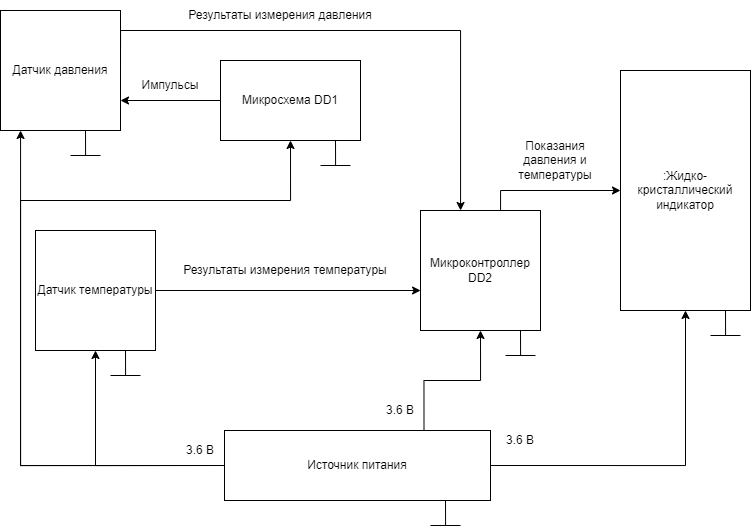 Результаты измерения давления
Датчик давления
Импульсы
Микросхема DD1
Показания
давления и
температуры
:Жидко-
кристаллический
индикатор
Микроконтроллер
DD2
Результаты измерения температуры
Датчик температуры
3.6 В
3.6 В
3.6 В
Источник питания